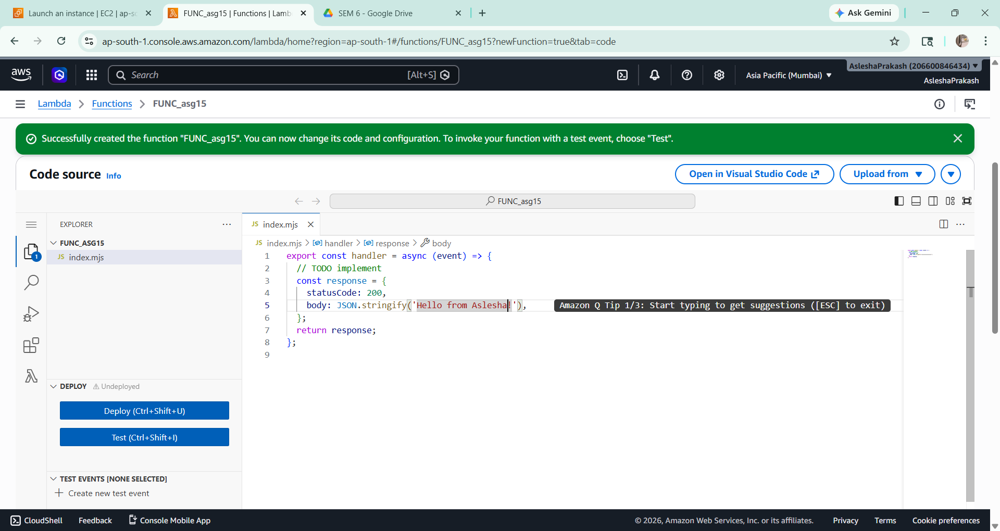 Launch an instance | EC2 | ap-sc
FUNC_asg15 | Functions | Lamb
SEM 6 - Google Drive
Ask Gemini
ap-south-1.console.aws.amazon.com/lambda/home?region=ap-south-1#/functions/FUNC_asg15?newFunction=true&tab=code
aws
Search
[Alt+S]
Asia Pacific (Mumbai)
AsleshaPrakash (206600846434)
AsleshaPrakash
Lambda > Functions > FUNC_asg15
Successfully created the function "FUNC_asg15". You can now change its code and configuration. To invoke your function with a test event, choose "Test".
Code source Info
Open in Visual Studio Code
Upload from
FUNC_asg15
EXPLORER
FUNC_ASG15
1
JS index.mjs
JS index.mjs
JS index.mjs > handler > response > body
1 export const handler = async (event) => {
2 // TODO implement
3 const response = {
4 statusCode: 200,
5 body: JSON.stringify('Hello from Aslesha!'),
Amazon Q Tip 1/3: Start typing to get suggestions ([ESC] to exit)
6 };
7 return response;
8 };
9
DEPLOY Undeployed
Deploy (Ctrl+Shift+U)
Test (Ctrl+Shift+I)
TEST EVENTS [NONE SELECTED]
Create new test event
CloudShell
Feedback
Console Mobile App
© 2026, Amazon Web Services, Inc. or its affiliates.
Privacy
Terms
Cookie preferences